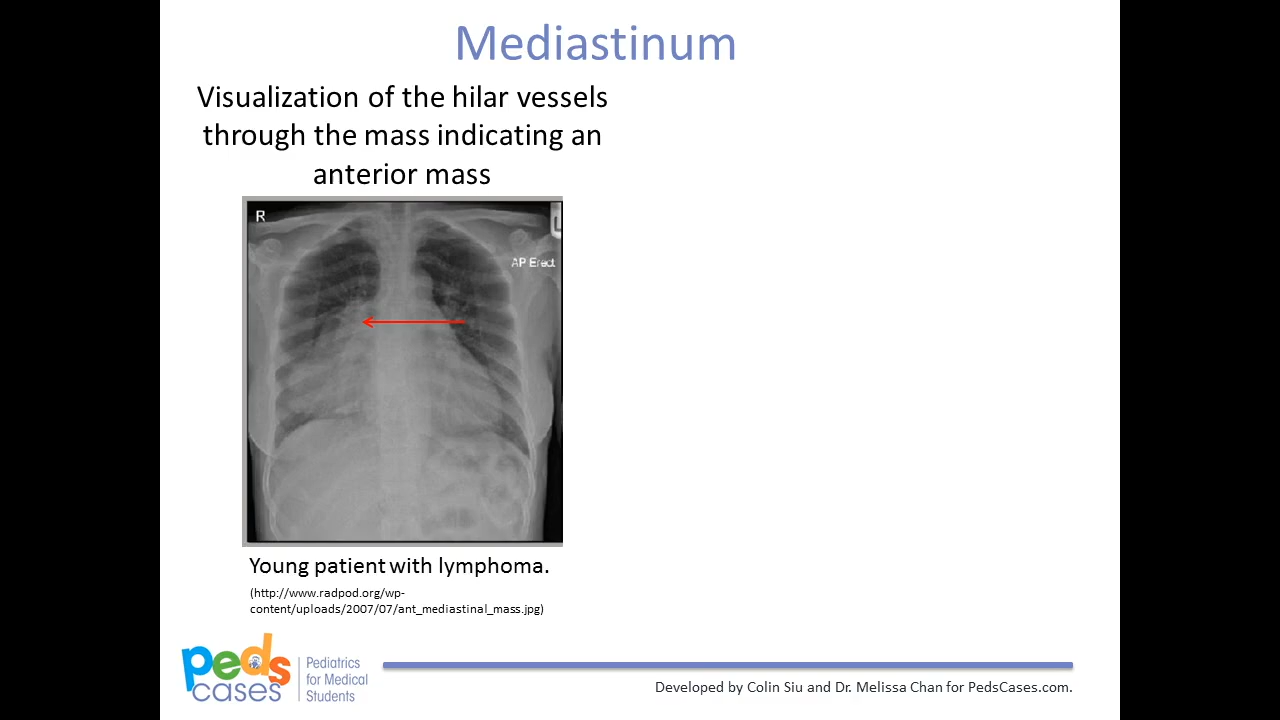 Mediastinum
Visualization of the hilar vessels
through the mass indicating an
anterior mass
R
L
AP Erect
Young patient with lymphoma.
(http://www.radpod.org/wp-
content/uploads/2007/07/ant_mediastinal_mass.jpg)
peds
cases
Pediatrics
for Medical
Students
Developed by Colin Siu and Dr. Melissa Chan for PedsCases.com.